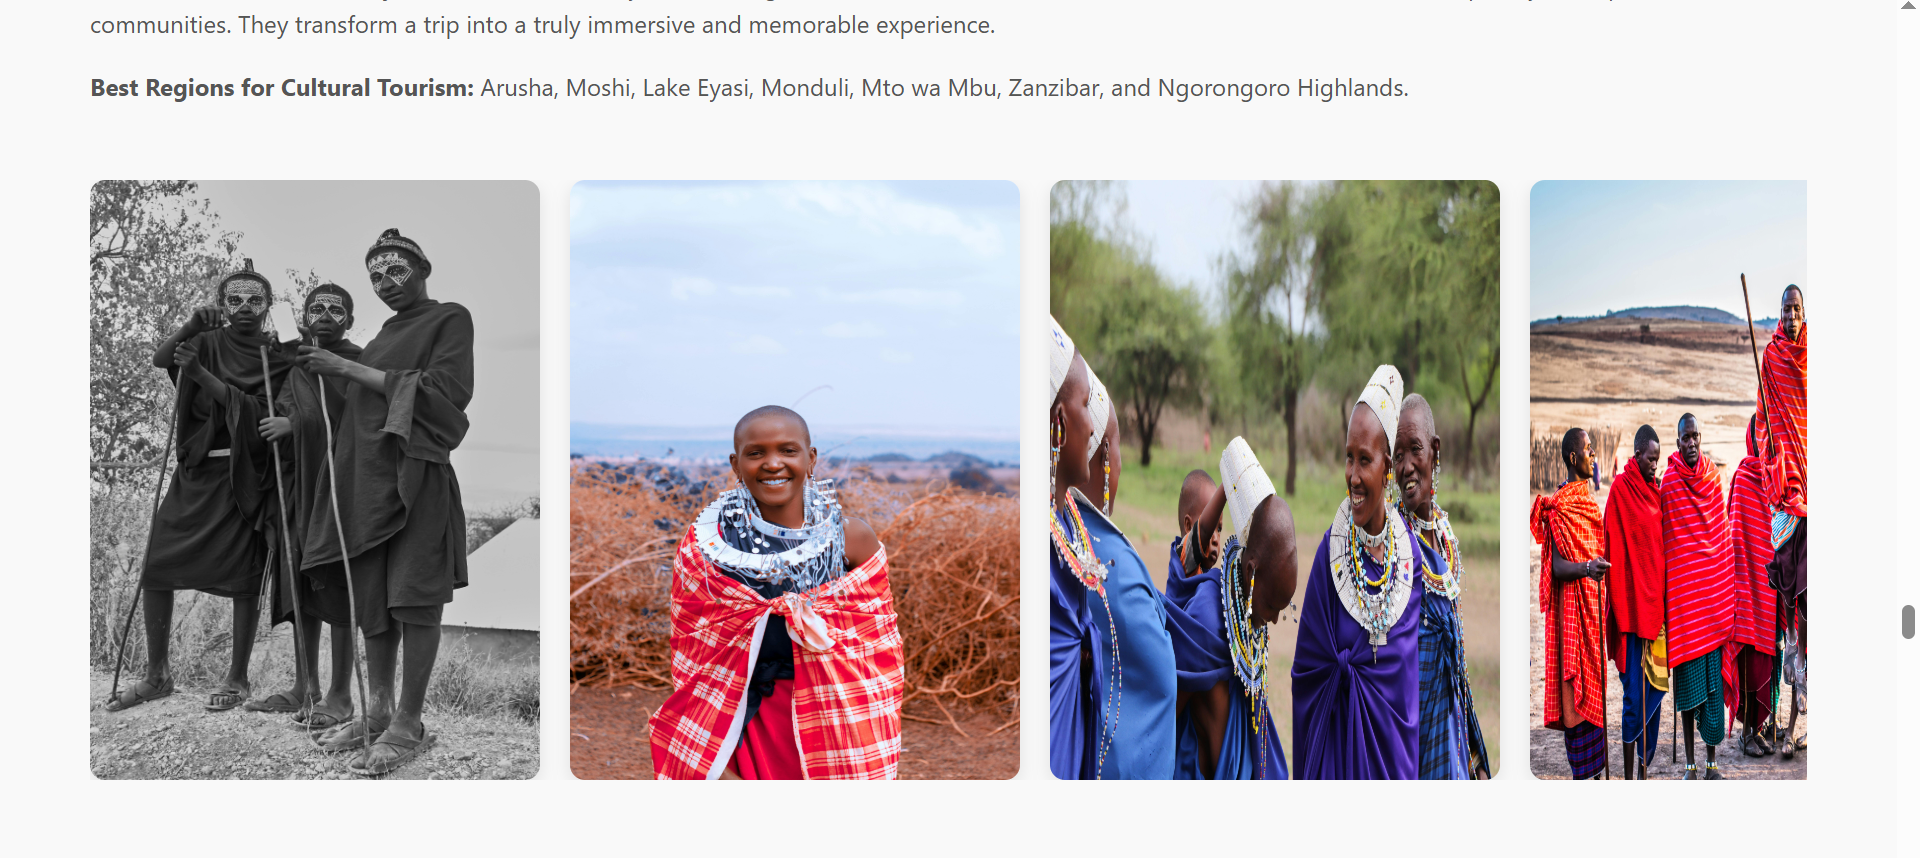 communities. They transform a trip into a truly immersive and memorable experience.
Best Regions for Cultural Tourism: Arusha, Moshi, Lake Eyasi, Monduli, Mto wa Mbu, Zanzibar, and Ngorongoro Highlands.